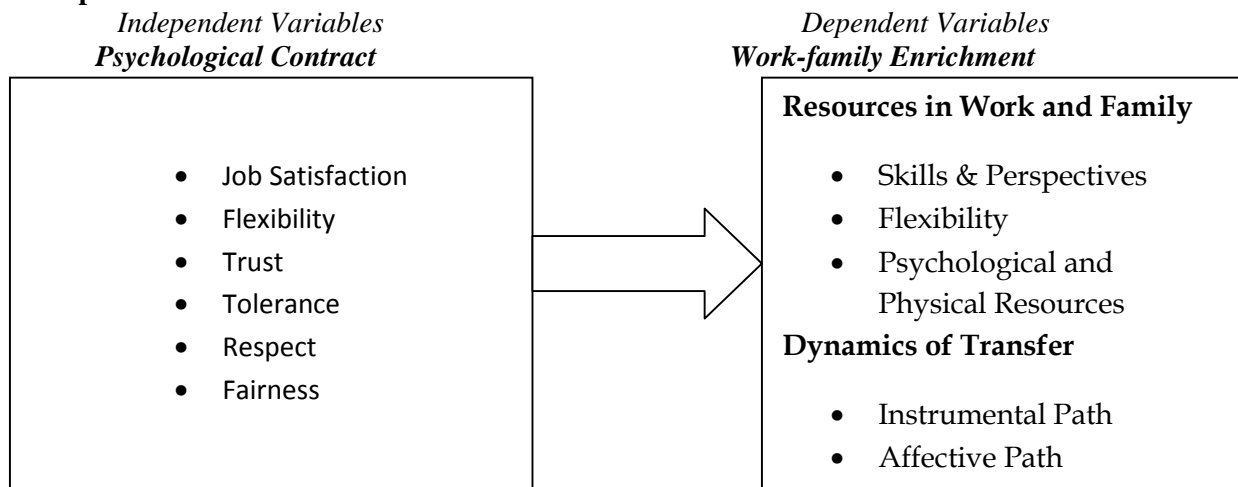 Independent Variables
Psychological Contract
• Job Satisfaction
• Flexibility
• Trust
• Tolerance
• Respect
• Fairness
Dependent Variables
Work-family Enrichment
Resources in Work and Family
• Skills & Perspectives
• Flexibility
• Psychological and
Physical Resources
Dynamics of Transfer
• Instrumental Path
• Affective Path